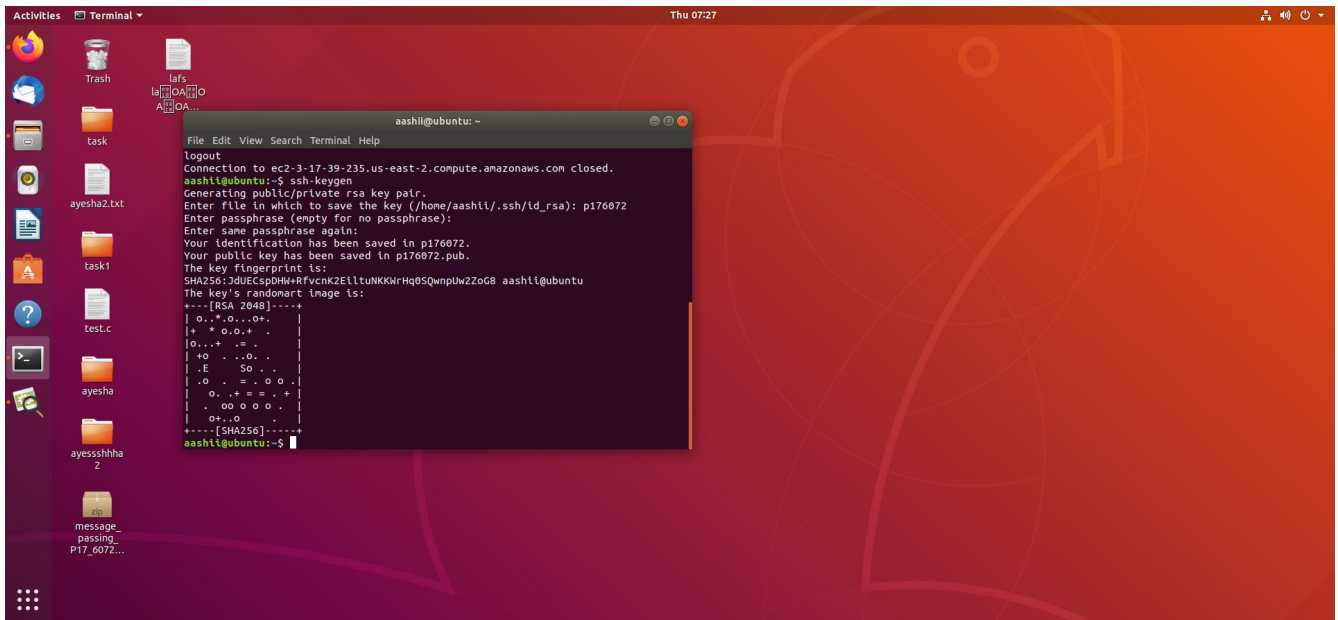 Activities Terminal Thu 07:27
Trash
lafs
task
ayesha2.txt
task1
test.c
ayesha
ayessshhha
2
zip
message_
passing_
P17_6072...
aashii@ubuntu: ~
File Edit View Search Terminal Help
logout
Connection to ec2-3-17-39-235.us-east-2.compute.amazonaws.com closed.
aashii@ubuntu:~$ ssh-keygen
Generating public/private rsa key pair.
Enter file in which to save the key (/home/aashii/.ssh/id_rsa): p176072
Enter passphrase (empty for no passphrase):
Enter same passphrase again:
Your identification has been saved in p176072.
Your public key has been saved in p176072.pub.
The key fingerprint is:
SHA256:JdUECspDHW+RfvcnK2EiltuNKKWrHq0SQwnpUw2ZoG8 aashii@ubuntu
The key's randomart image is:
+---[RSA 2048]----+
| o..*.o...o+.    |
|+  * o.o.+  .    |
|o...+  .= .      |
| +o  . ..o. .    |
| .E     So . .   |
| .o  .  = . o o .|
|   o. .+ = = . + |
|  .  oo o o o .  |
|   o+..o    .    |
+----[SHA256]-----+
aashii@ubuntu:~$